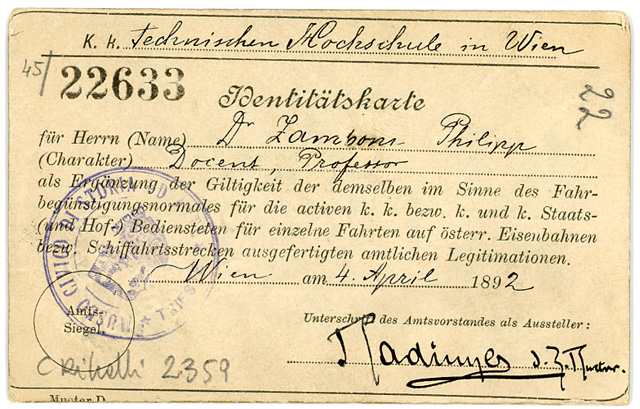 K. k. technischen Hochschule in Wien
45/
22633
22
Identitätskarte
für Herrn (Name) Dr Zamboni Philipp
(Charakter) Docent, Professor
als Ergänzung der Giltigkeit der demselben im Sinne des Fahr-
begünstigungsnormales für die activen k. k. bezw. k. und k. Staats-
(und Hof-) Bediensteten für einzelne Fahrten auf österr. Eisenbahnen
bezw. Schiffahrtsstrecken ausgefertigten amtlichen Legitimationen.
Wien am 4. April 1892
Amts-
Siegel.
Unterschrift des Amtsvorstandes als Aussteller:
d. z. Rector.
2359
Muster D.
CIVICO MUSEO